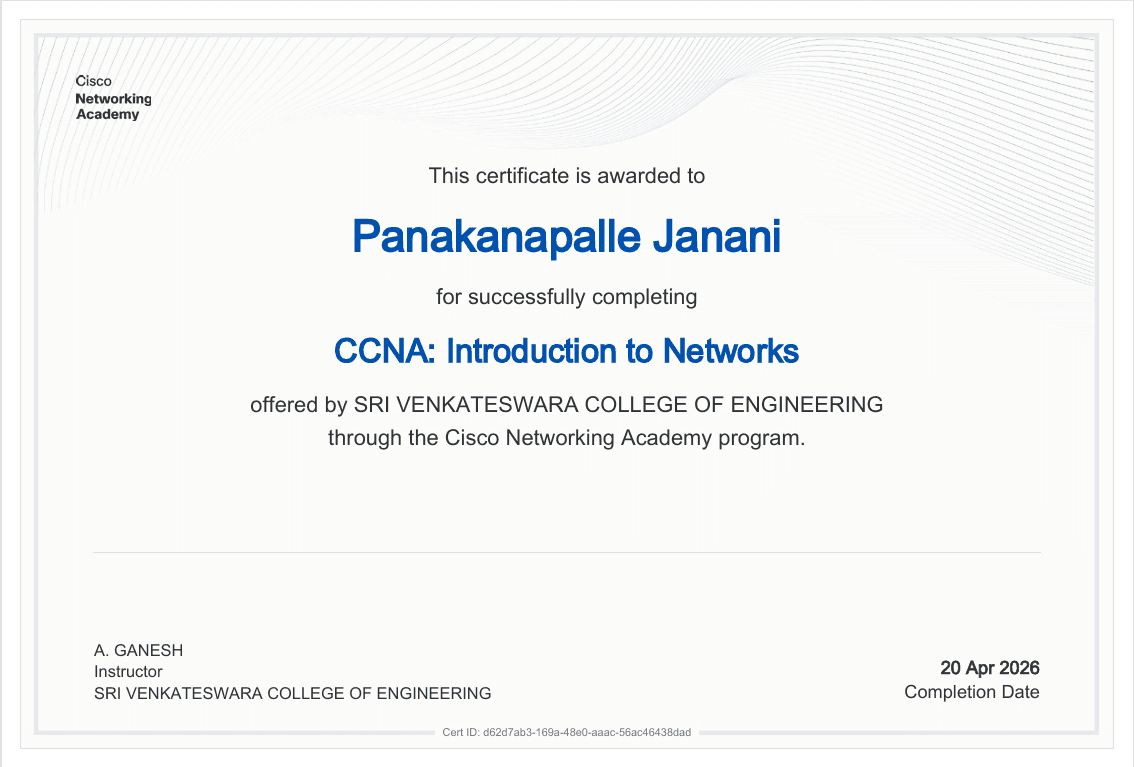 Cisco
Networking
Academy
This certificate is awarded to
Panakanapalle Janani
for successfully completing
CCNA: Introduction to Networks
offered by SRI VENKATESWARA COLLEGE OF ENGINEERING
through the Cisco Networking Academy program.
A. GANESH
Instructor
SRI VENKATESWARA COLLEGE OF ENGINEERING
20 Apr 2026
Completion Date
Cert ID: d62d7ab3-169a-48e0-aaac-56ac46438dad